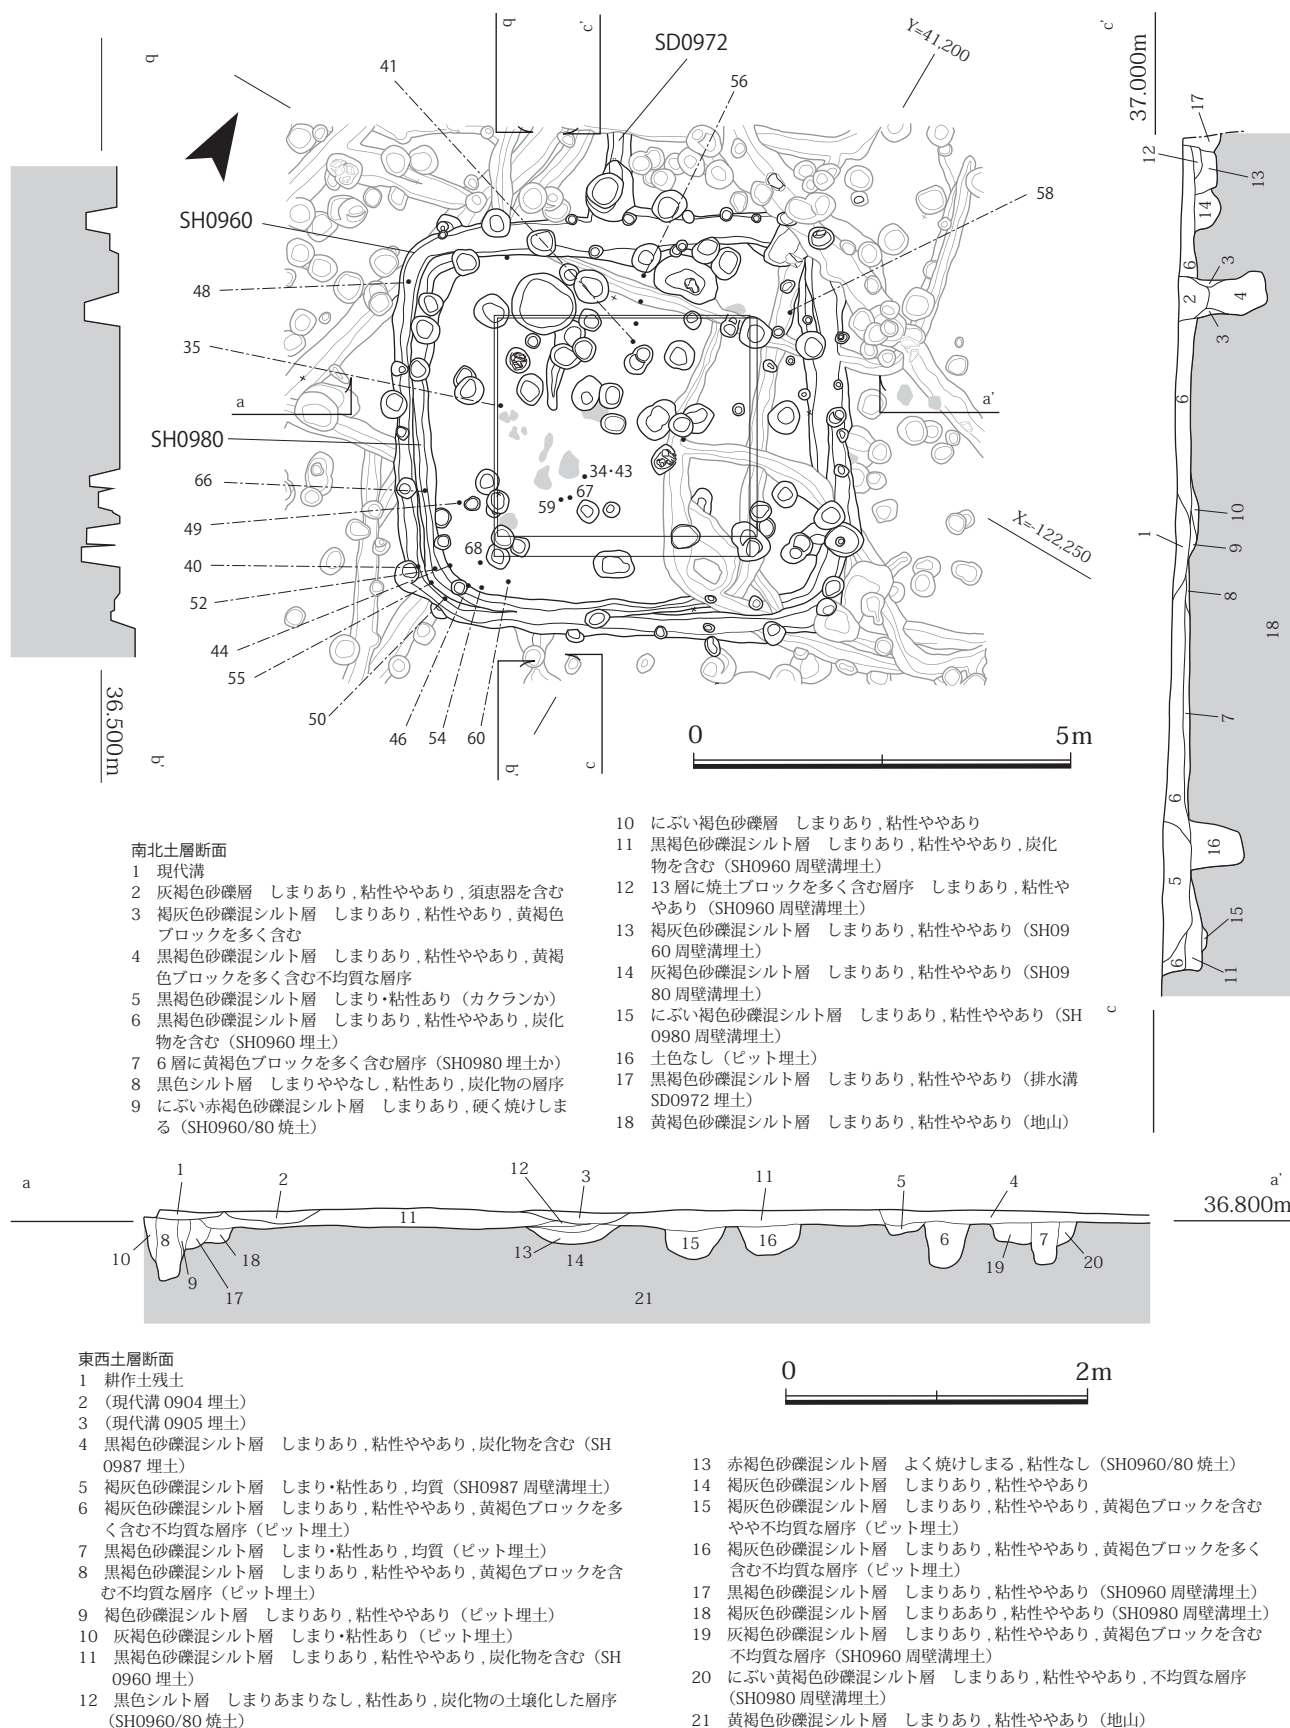 b
c'
SD0972
Y=41,200
41
56
58
SH0960
48
35
a
a'
SH0980
66
49
34・43
67
59
68
40
52
44
55
50
46
54
60
X=-122,250
36.500m
b'
b'
c
0
5m
b
c'
37.000m
17
12
13
14
6
3
2
4
3
6
10
1
9
8
18
7
6
16
5
15
6
11
c
南北土層断面
1 現代溝
2 灰褐色砂礫層 しまりあり,粘性ややあり,須恵器を含む
3 褐灰色砂礫混シルト層 しまりあり,粘性やあり,黄褐色
ブロックを多く含む
4 黒褐色砂礫混シルト層 しまりあり,粘性ややあり,黄褐
色ブロックを多く含む不均質な層序
5 黒褐色砂礫混シルト層 しまり・粘性あり(カクランか)
6 黒褐色砂礫混シルト層 しまりあり,粘性ややあり,炭化
物を含む(SH0960 埋土)
7 6層に黄褐色ブロックを多く含む層序(SH0980 埋土か)
8 黒色シルト層 しまりややなし,粘性あり,炭化物の層序
9 にぶい赤褐色砂礫混シルト層 しまりあり,硬く焼けしま
る(SH0960/80 焼土)
10 にぶい褐色砂礫層 しまりあり,粘性ややあり
11 黒褐色砂礫混シルト層 しまりあり,粘性ややあり,炭化
物を含む(SH0960 周壁溝埋土)
12 13層に焼土ブロックを多く含む層序 しまりあり,粘性や
やあり(SH0960 周壁溝埋土)
13 褐灰色砂礫混シルト層 しまりあり,粘性ややあり(SH09
60 周壁溝埋土)
14 灰褐色砂礫混シルト層 しまりあり,粘性ややあり(SH09
80 周壁溝埋土)
15 にぶい褐色砂礫混シルト層 しまりあり,粘性ややあり(SH
0980 周壁溝埋土)
16 土色なし(ピット埋土)
17 黒褐色砂礫混シルト層 しまりあり,粘性ややあり(排水溝
SD0972 埋土)
18 黄褐色砂礫混シルト層 しまりあり,粘性ややあり(地山)
a
a'
36.800m
1
2
12
3
11
5
4
11
10
8
9
17
18
13
14
15
16
6
19
7
20
21
0
2m
東西土層断面
1 耕作土残土
2 (現代溝 0904 埋土)
3 (現代溝 0905 埋土)
4 黒褐色砂礫混シルト層 しまりあり,粘性ややあり,炭化物を含む(SH
0987 埋土)
5 褐灰色砂礫混シルト層 しまり・粘性あり,均質(SH0987 周壁溝埋土)
6 褐灰色砂礫混シルト層 しまりあり,粘性ややあり,黄褐色ブロックを多
く含む不均質な層序(ピット埋土)
7 黒褐色砂礫混シルト層 しまり・粘性あり,均質(ピット埋土)
8 黒褐色砂礫混シルト層 しまりあり,粘性ややあり,黄褐色ブロックを含
む不均質な層序(ピット埋土)
9 褐色砂礫混シルト層 しまりあり,粘性ややあり(ピット埋土)
10 灰褐色砂礫混シルト層 しまり・粘性あり(ピット埋土)
11 黒褐色砂礫混シルト層 しまりあり,粘性ややあり,炭化物を含む(SH
0960 埋土)
12 黒色シルト層 しまりあまりなし,粘性あり,炭化物の土壌化した層序
(SH0960/80 焼土)
13 赤褐色砂礫混シルト層 よく焼けしまる,粘性なし(SH0960/80 焼土)
14 褐灰色砂礫混シルト層 しまりあり,粘性ややあり
15 褐灰色砂礫混シルト層 しまりあり,粘性ややあり,黄褐色ブロックを含む
やや不均質な層序(ピット埋土)
16 褐灰色砂礫混シルト層 しまりあり,粘性ややあり,黄褐色ブロックを多く
含む不均質な層序(ピット埋土)
17 黒褐色砂礫混シルト層 しまりあり,粘性ややあり(SH0960 周壁溝埋土)
18 褐灰色砂礫混シルト層 しまりああり,粘性ややあり(SH0980 周壁溝埋土)
19 灰褐色砂礫混シルト層 しまりあり,粘性ややあり,黄褐色ブロックを含む
不均質な層序(SH0960 周壁溝埋土)
20 にぶい黄褐色砂礫混シルト層 しまりあり,粘性ややあり,不均質な層序
(SH0980 周壁溝埋土)
21 黄褐色砂礫混シルト層 しまりあり,粘性ややあり(地山)